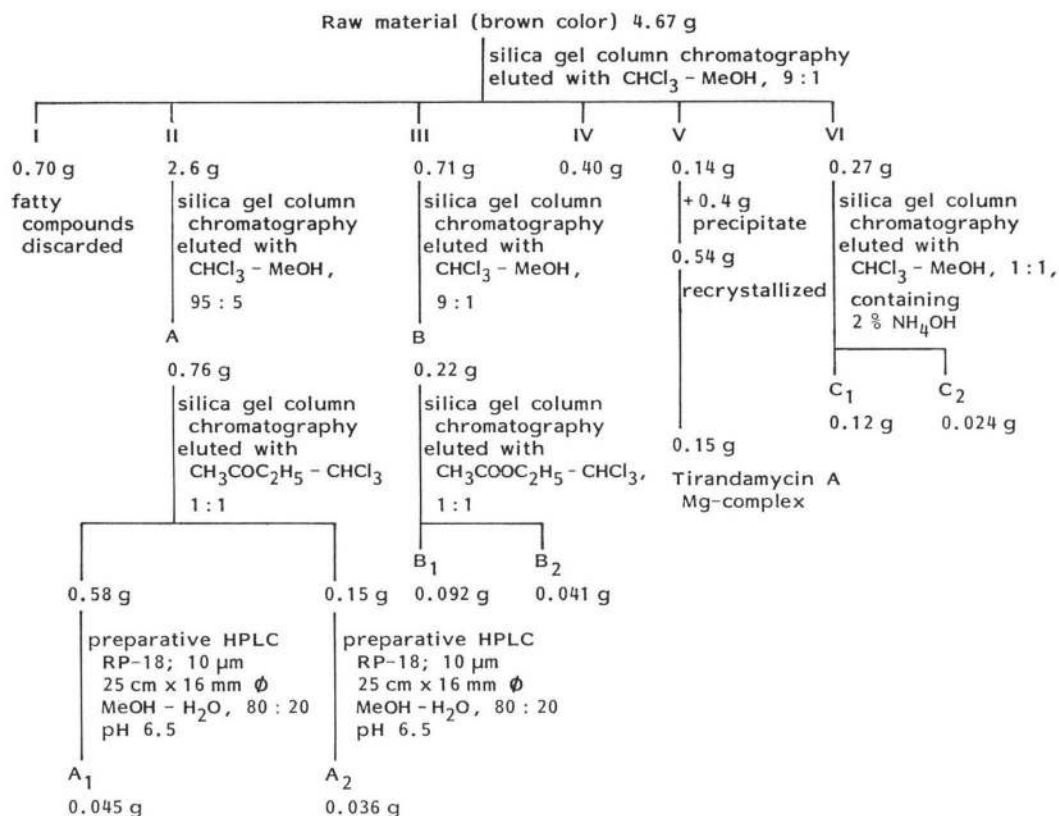 Raw material (brown color) 4.67 g
silica gel column chromatography
eluted with CHCl₃ – MeOH, 9 : 1
I II III IV V VI
0.70 g 2.6 g 0.71 g 0.40 g 0.14 g 0.27 g
fatty
compounds
discarded
silica gel column
chromatography
eluted with
CHCl₃ – MeOH,
95 : 5
A
0.76 g
silica gel column
chromatography
eluted with
CH₃COC₂H₅ – CHCl₃
1 : 1
silica gel column
chromatography
eluted with
CHCl₃ – MeOH,
9 : 1
B
0.22 g
silica gel column
chromatography
eluted with
CH₃COOC₂H₅ – CHCl₃,
1 : 1
+0.4 g
precipitate
0.54 g
recrystallized
0.15 g
Tirandamycin A
Mg-complex
silica gel column
chromatography
eluted with
CHCl₃ – MeOH, 1 : 1,
containing
2 % NH₄OH
C₁ C₂
0.12 g 0.024 g
B₁ B₂
0.58 g 0.15 g 0.092 g 0.041 g
preparative HPLC
RP-18; 10 µm
25 cm x 16 mm Ø
MeOH – H₂O, 80 : 20
pH 6.5
preparative HPLC
RP-18; 10 µm
25 cm x 16 mm Ø
MeOH – H₂O, 80 : 20
pH 6.5
A₁ A₂
0.045 g 0.036 g